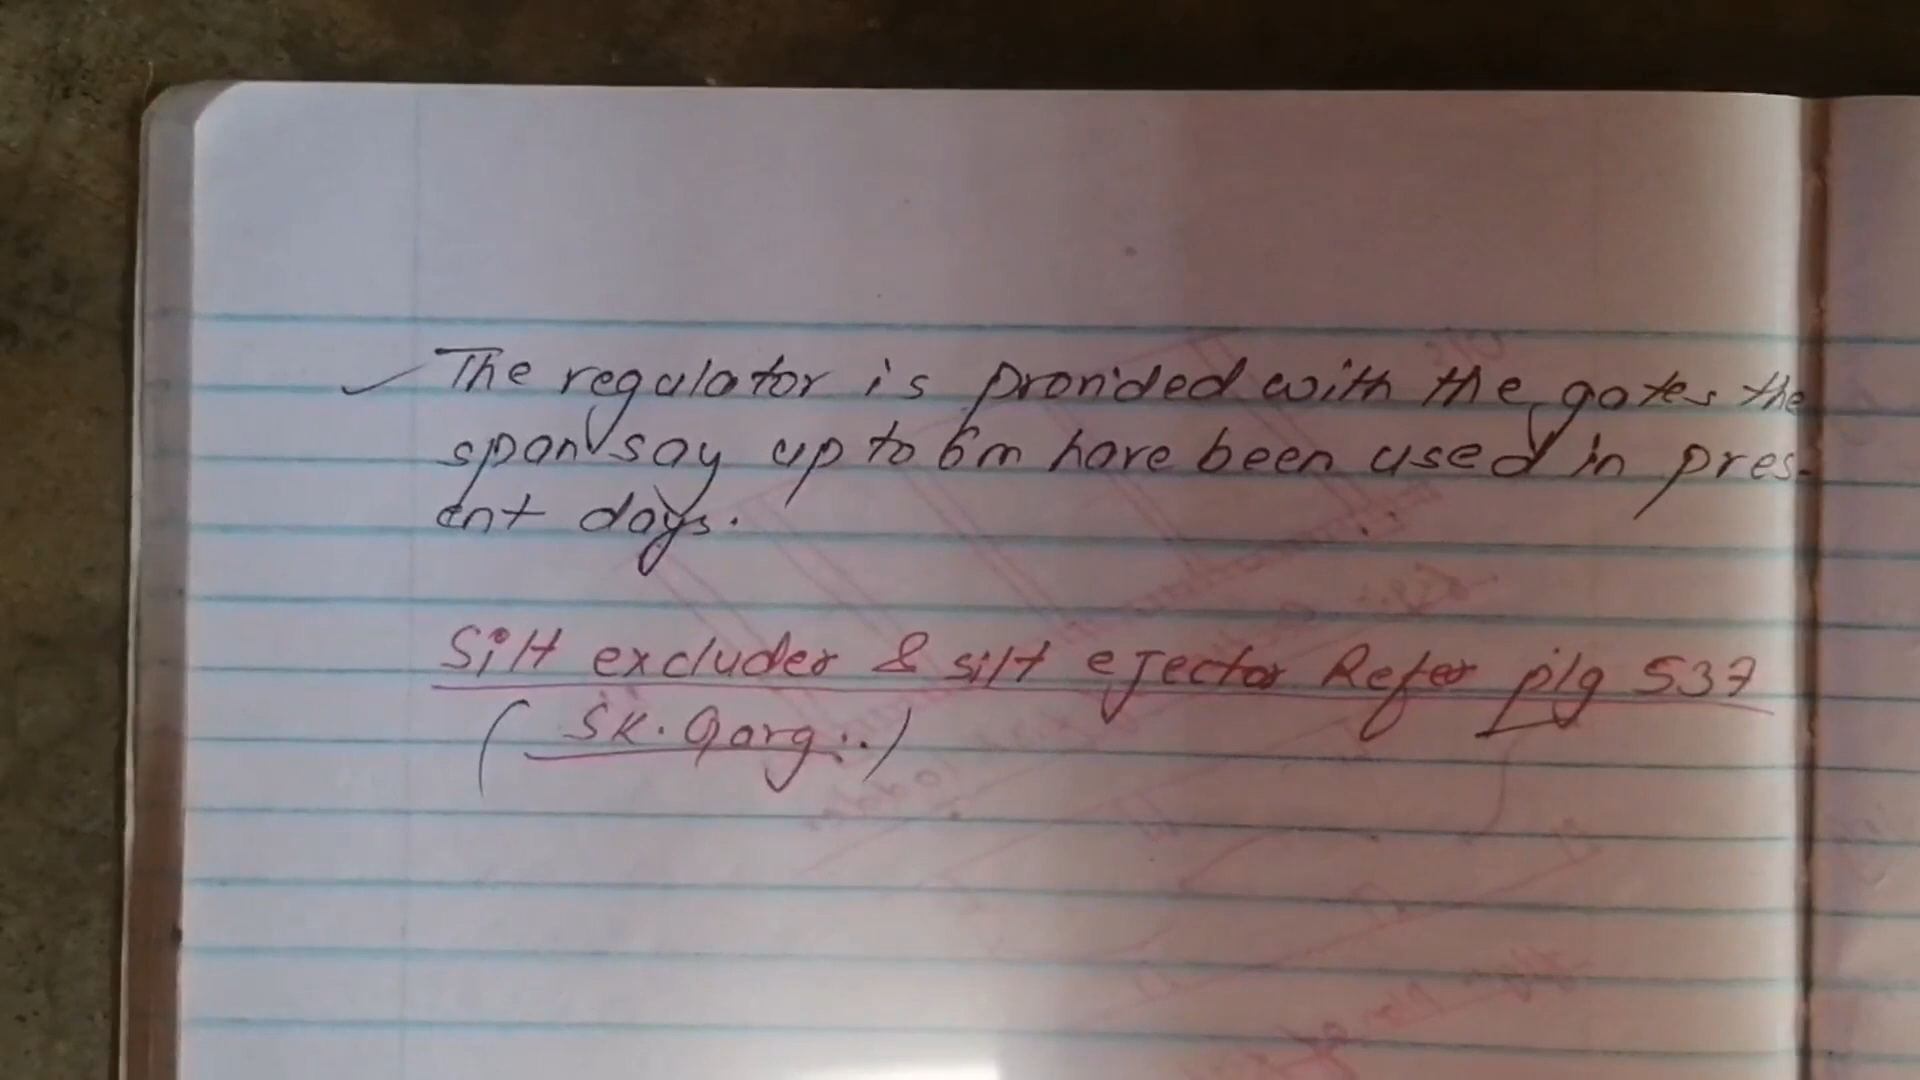 The regulator is provided with the gates the
span say up to 6m have been used in pres-
ent days.
Silt excluder & silt ejector Refer p/g 537
( SK. Garg..)